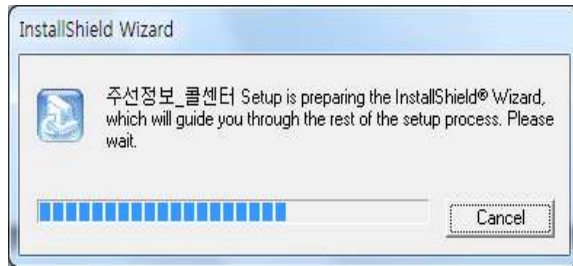 InstallShield Wizard
주선정보_콜센터 Setup is preparing the InstallShield® Wizard,
which will guide you through the rest of the setup process. Please
wait.
Cancel